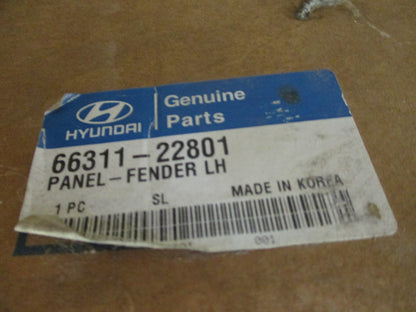 HYUNDAI
Genuine
Parts
66311-22801
PANEL-FENDER LH
1 PC SL MADE IN KOREA
001